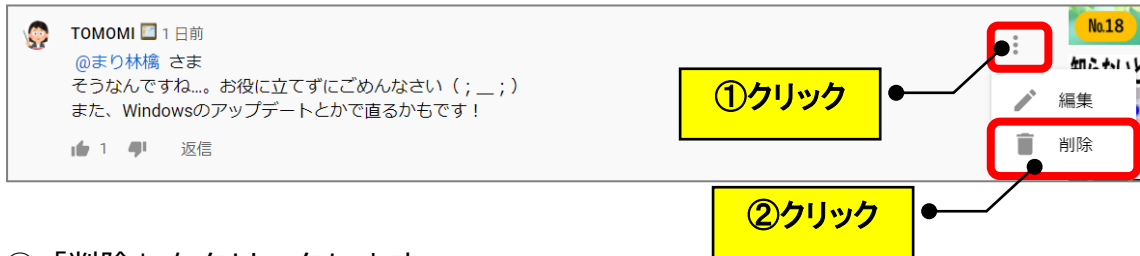 TOMOMI 1 日前
@まり林檎 さま
そうなんですね…。お役に立てずにごめんなさい（；＿；）
また、Windowsのアップデートとかで直るかもです！
1 返信
No.18
①クリック
編集
削除
②クリック